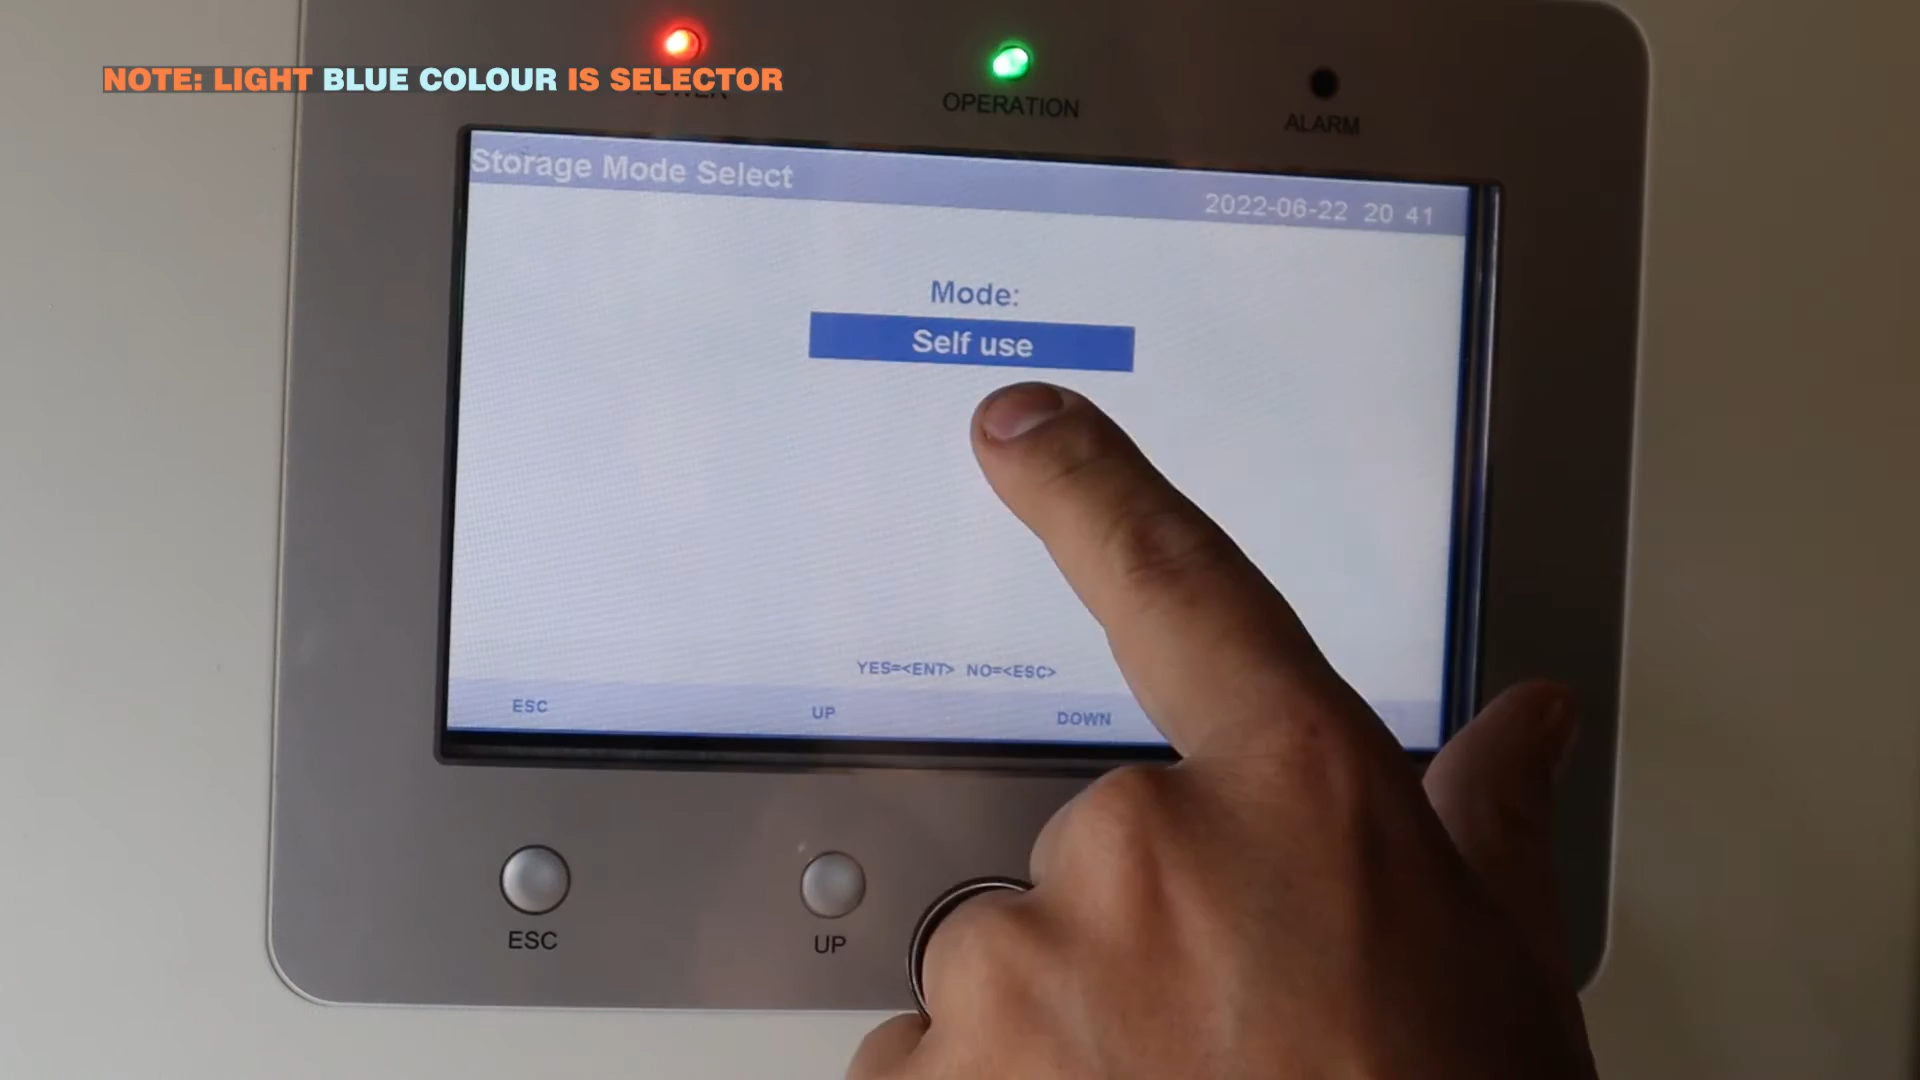 NOTE: LIGHT BLUE COLOUR IS SELECTOR
POWER
OPERATION
ALARM
Storage Mode Select
2022-06-22 20 41
Mode:
Self use
YES=<ENT> NO=<ESC>
ESC UP DOWN
ESC UP